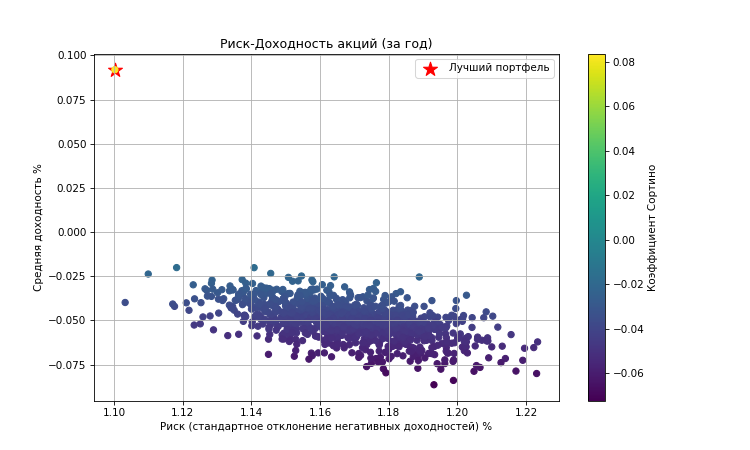 Риск-Доходность акций (за год)
Лучший портфель
Средняя доходность %
0.100
0.075
0.050
0.025
0.000
−0.025
−0.050
−0.075
1.10 1.12 1.14 1.16 1.18 1.20 1.22
Риск (стандартное отклонение негативных доходностей) %
0.08
0.06
0.04
0.02
0.00
−0.02
−0.04
−0.06
Коэффициент Сортино